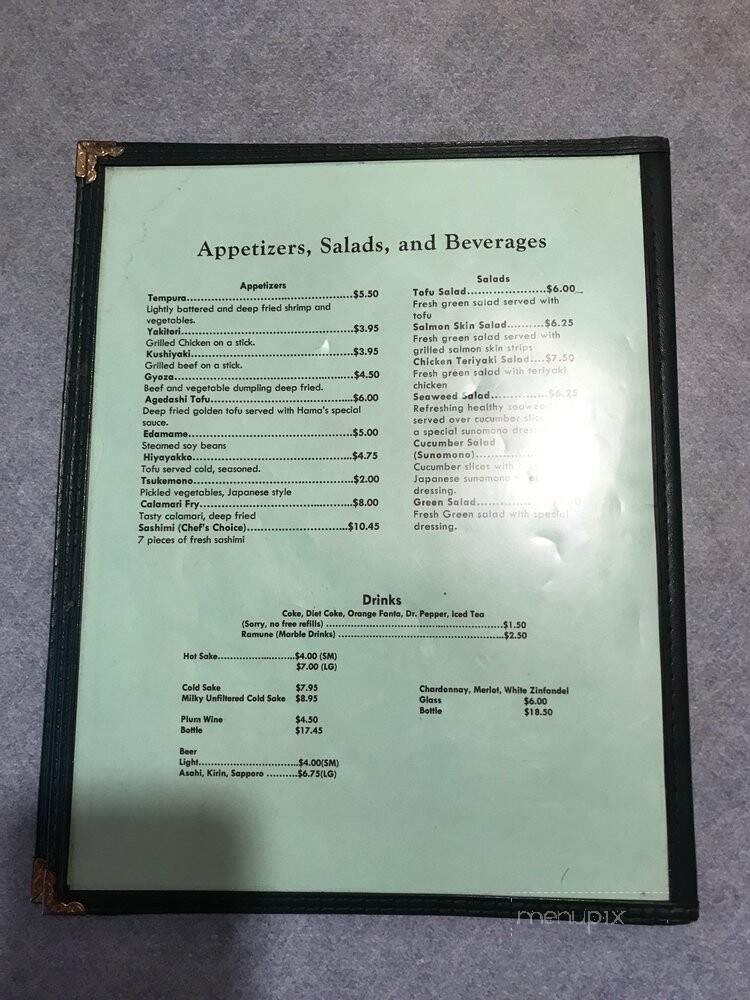 Appetizers, Salads, and Beverages
Appetizers
Tempura...$5.50
Lightly battered and deep fried shrimp and
vegetables.
Yakitori...$3.95
Grilled Chicken on a stick.
Kushiyaki...$3.95
Grilled beef on a stick.
Gyoza...$4.50
Beef and vegetable dumpling deep fried.
Agedashi Tofu...$6.00
Deep fried golden tofu served with Hama's special
sauce.
Edamame...$5.00
Steamed soy beans
Hiyayakko...$4.75
Tofu served cold, seasoned.
Tsukemono...$2.00
Pickled vegetables, Japanese style
Calamari Fry...$8.00
Tasty calamari, deep fried
Sashimi (Chef's Choice)...$10.45
7 pieces of fresh sashimi
Salads
Tofu Salad...$6.00
Fresh green salad served with
tofu
Salmon Skin Salad...$6.25
Fresh green salad served with
grilled salmon skin strips
Chicken Teriyaki Salad...$7.50
Fresh green salad with teriyaki
chicken
Seaweed Salad...$6.25
Refreshing healthy
served over cucumber
a special sunomono
Cucumber Salad
(Sunomono)...
Cucumber slices with
Japanese sunomono
dressing.
Green Salad...
Fresh Green salad with special
dressing.
Drinks
Coke, Diet Coke, Orange Fanta, Dr. Pepper, Iced Tea
(Sorry, no free refills) ...$1.50
Ramune (Marble Drinks) ...$2.50
Hot Sake...$4.00 (SM)
$7.00 (LG)
Cold Sake $7.95
Milky Unfiltered Cold Sake $8.95
Plum Wine $4.50
Bottle $17.45
Beer
Light...$4.00(SM)
Asahi, Kirin, Sapporo ...$6.75(LG)
Chardonnay, Merlot, White Zinfandel
Glass $6.00
Bottle $18.50
menupix